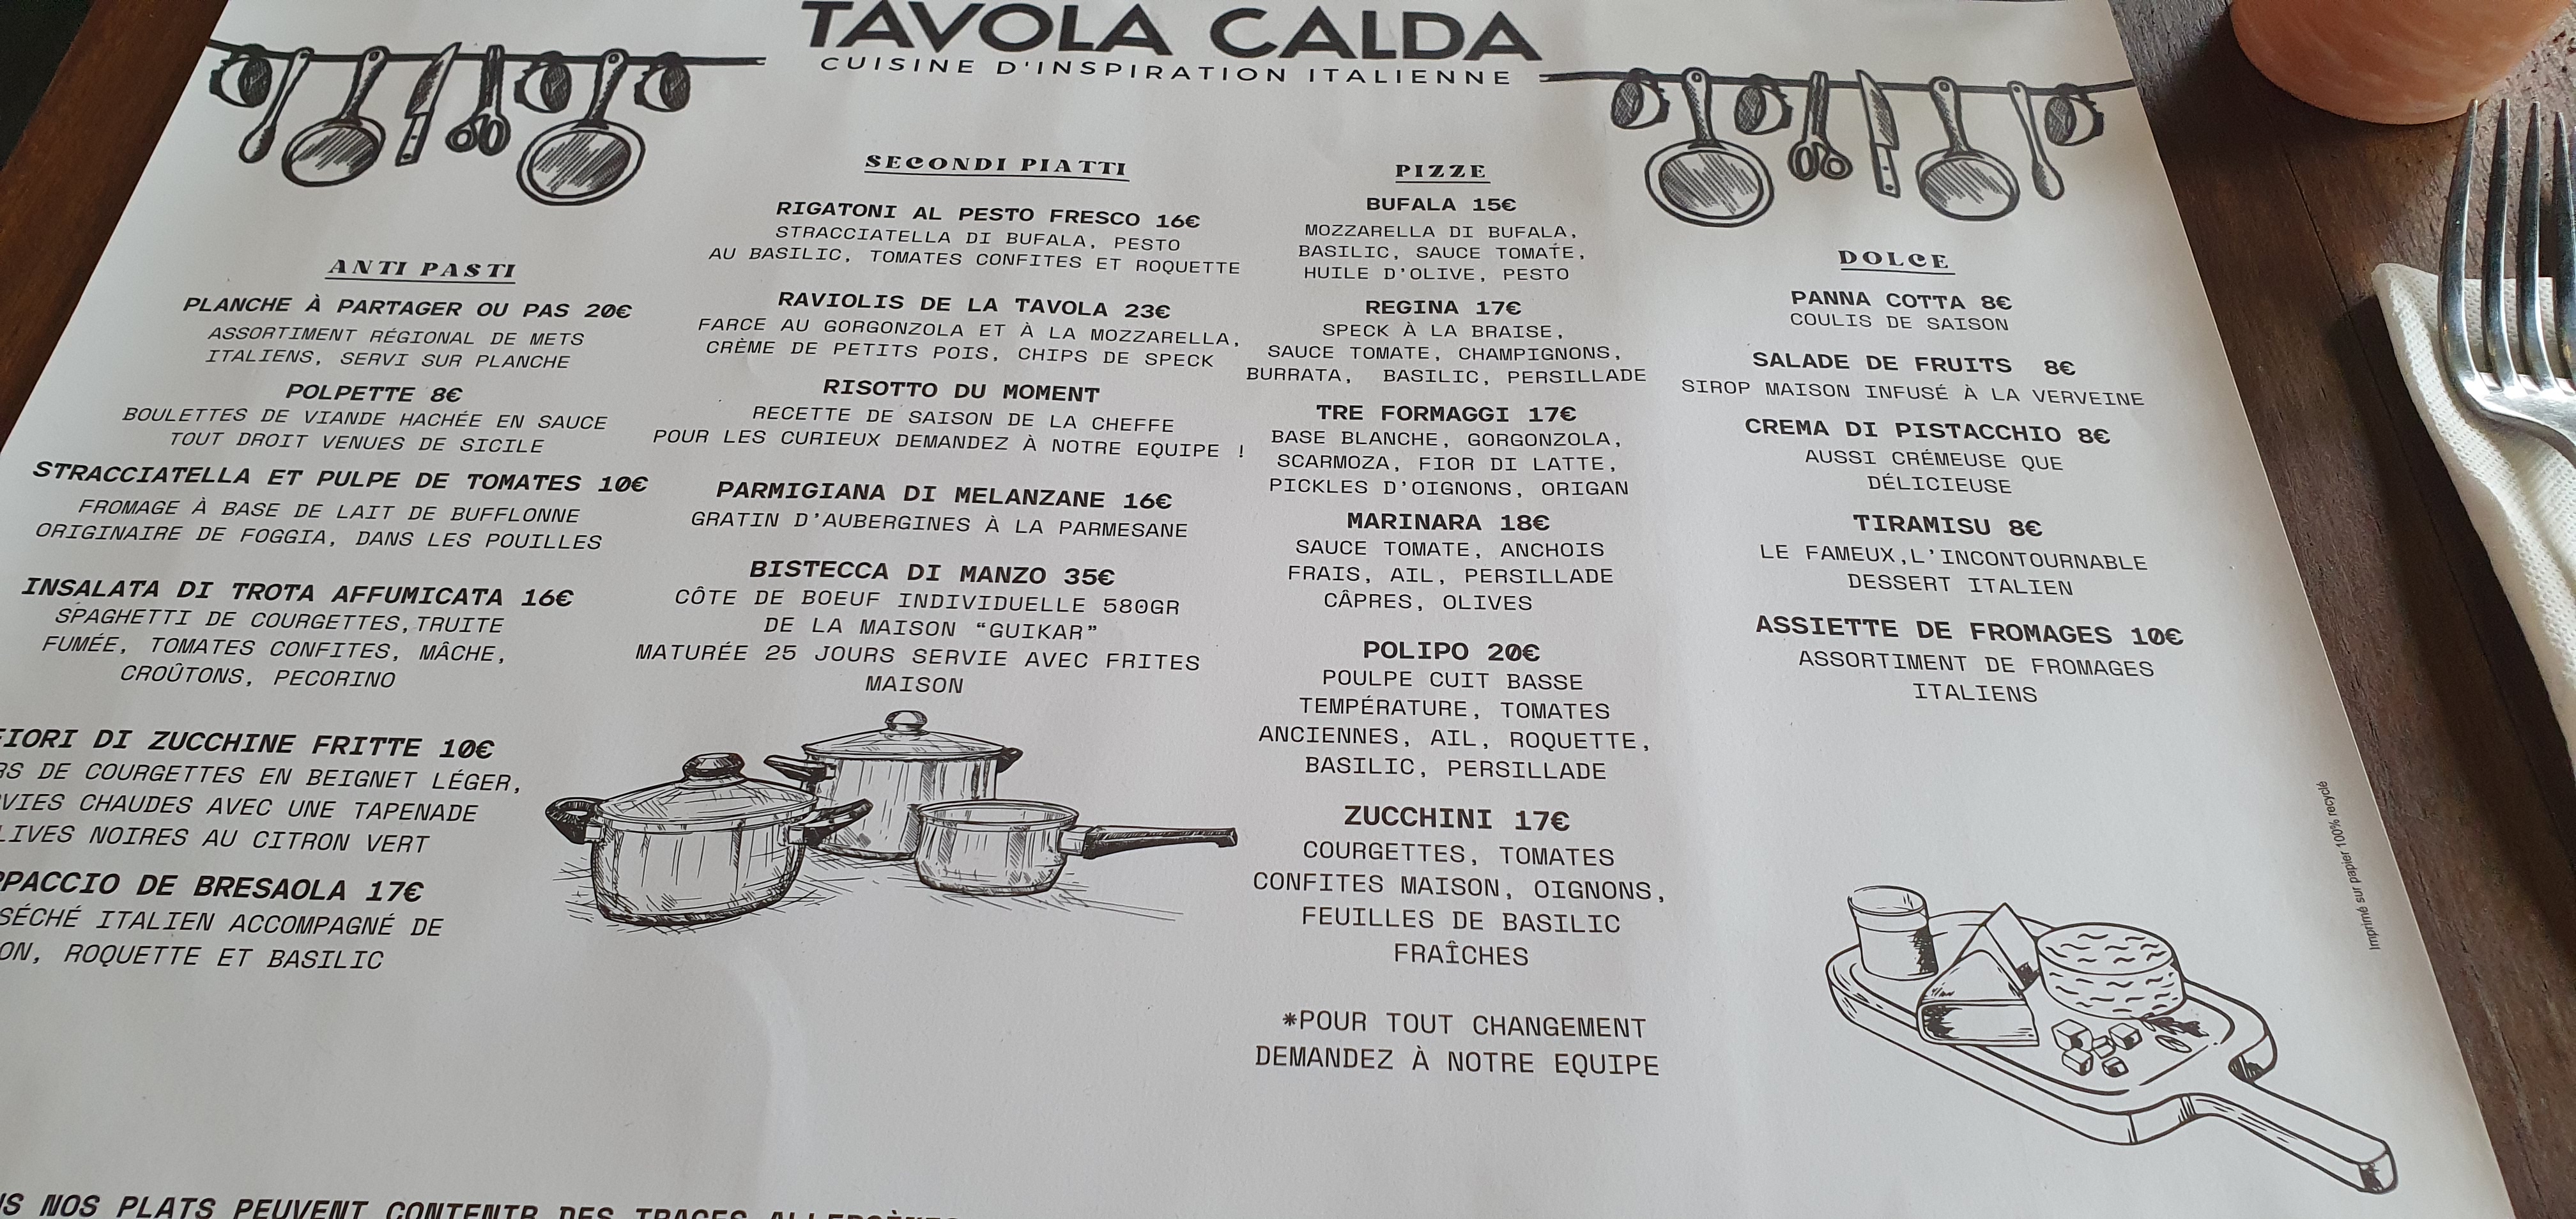 TAVOLA CALDA
CUISINE D'INSPIRATION ITALIENNE
ANTI PASTI
PLANCHE À PARTAGER OU PAS 20€
ASSORTIMENT RÉGIONAL DE METS
ITALIENS, SERVI SUR PLANCHE
POLPETTE 8€
BOULETTES DE VIANDE HACHÉE EN SAUCE
TOUT DROIT VENUES DE SICILE
STRACCIATELLA ET PULPE DE TOMATES 10€
FROMAGE À BASE DE LAIT DE BUFFLONNE
ORIGINAIRE DE FOGGIA, DANS LES POUILLES
INSALATA DI TROTA AFFUMICATA 16€
SPAGHETTI DE COURGETTES,TRUITE
FUMÉE, TOMATES CONFITES, MÂCHE,
CROÛTONS, PECORINO
FIORI DI ZUCCHINE FRITTE 10€
RS DE COURGETTES EN BEIGNET LÉGER,
VIES CHAUDES AVEC UNE TAPENADE
LIVES NOIRES AU CITRON VERT
PACCIO DE BRESAOLA 17€
SÉCHÉ ITALIEN ACCOMPAGNÉ DE
ON, ROQUETTE ET BASILIC
SECONDI PIATTI
RIGATONI AL PESTO FRESCO 16€
STRACCIATELLA DI BUFALA, PESTO
AU BASILIC, TOMATES CONFITES ET ROQUETTE
RAVIOLIS DE LA TAVOLA 23€
FARCE AU GORGONZOLA ET À LA MOZZARELLA,
CRÈME DE PETITS POIS, CHIPS DE SPECK
RISOTTO DU MOMENT
RECETTE DE SAISON DE LA CHEFFE
POUR LES CURIEUX DEMANDEZ À NOTRE EQUIPE !
PARMIGIANA DI MELANZANE 16€
GRATIN D'AUBERGINES À LA PARMESANE
BISTECCA DI MANZO 35€
CÔTE DE BOEUF INDIVIDUELLE 580GR
DE LA MAISON “GUIKAR”
MATURÉE 25 JOURS SERVIE AVEC FRITES
MAISON
PIZZE
BUFALA 15€
MOZZARELLA DI BUFALA,
BASILIC, SAUCE TOMATE,
HUILE D'OLIVE, PESTO
REGINA 17€
SPECK À LA BRAISE,
SAUCE TOMATE, CHAMPIGNONS,
BURRATA, BASILIC, PERSILLADE
TRE FORMAGGI 17€
BASE BLANCHE, GORGONZOLA,
SCARMOZA, FIOR DI LATTE,
PICKLES D'OIGNONS, ORIGAN
MARINARA 18€
SAUCE TOMATE, ANCHOIS
FRAIS, AIL, PERSILLADE
CÂPRES, OLIVES
POLIPO 20€
POULPE CUIT BASSE
TEMPÉRATURE, TOMATES
ANCIENNES, AIL, ROQUETTE,
BASILIC, PERSILLADE
ZUCCHINI 17€
COURGETTES, TOMATES
CONFITES MAISON, OIGNONS,
FEUILLES DE BASILIC
FRAÎCHES
*POUR TOUT CHANGEMENT
DEMANDEZ À NOTRE EQUIPE
DOLCE
PANNA COTTA 8€
COULIS DE SAISON
SALADE DE FRUITS 8€
SIROP MAISON INFUSÉ À LA VERVEINE
CREMA DI PISTACCHIO 8€
AUSSI CRÉMEUSE QUE
DÉLICIEUSE
TIRAMISU 8€
LE FAMEUX,L'INCONTOURNABLE
DESSERT ITALIEN
ASSIETTE DE FROMAGES 10€
ASSORTIMENT DE FROMAGES
ITALIENS
Imprimé sur papier 100% recyclé
NOS PLATS PEUVENT CONTENIR DES TRACES